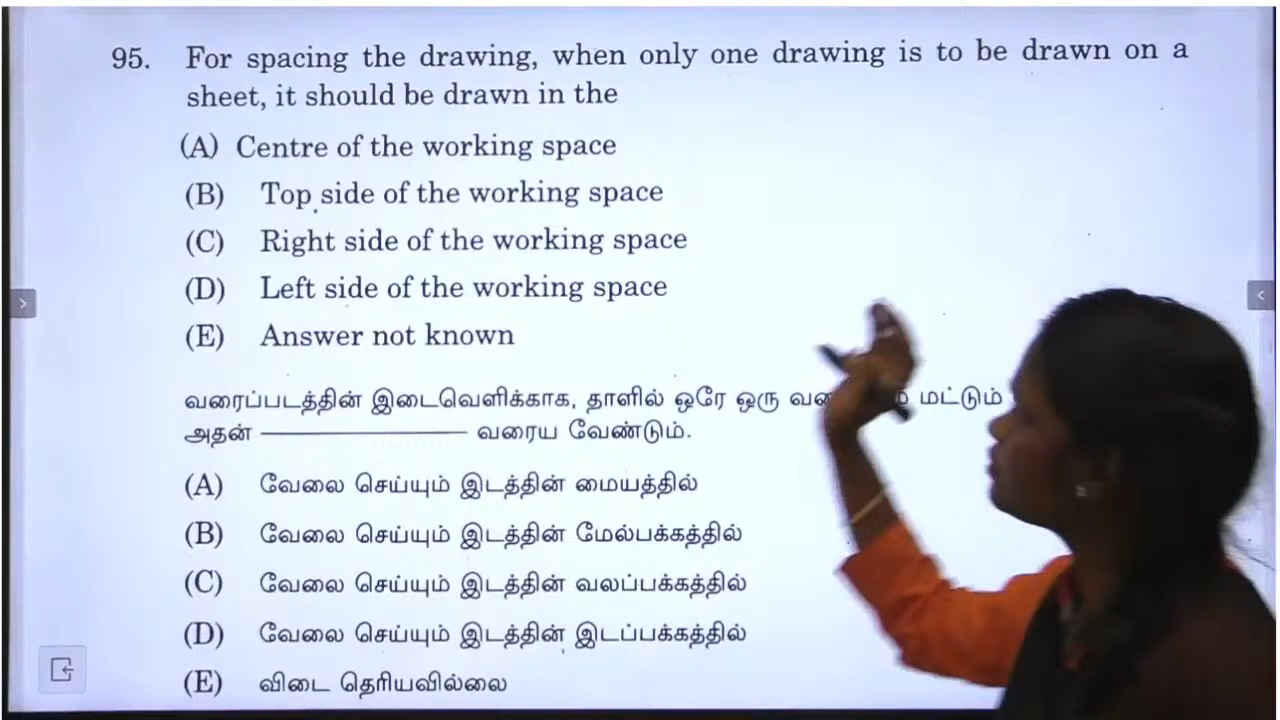 95. For spacing the drawing, when only one drawing is to be drawn on a
sheet, it should be drawn in the
(A) Centre of the working space
(B) Top side of the working space
(C) Right side of the working space
(D) Left side of the working space
(E) Answer not known
வரைப்படத்தின் இடைவெளிக்காக, தாளில் ஒரே ஒரு மட்டும்
அதன் —————— வரைய வேண்டும்.
(A) வேலை செய்யும் இடத்தின் மையத்தில்
(B) வேலை செய்யும் இடத்தின் மேல்பக்கத்தில்
(C) வேலை செய்யும் இடத்தின் வலப்பக்கத்தில்
(D) வேலை செய்யும் இடத்தின் இடப்பக்கத்தில்
(E) விடை தெரியவில்லை